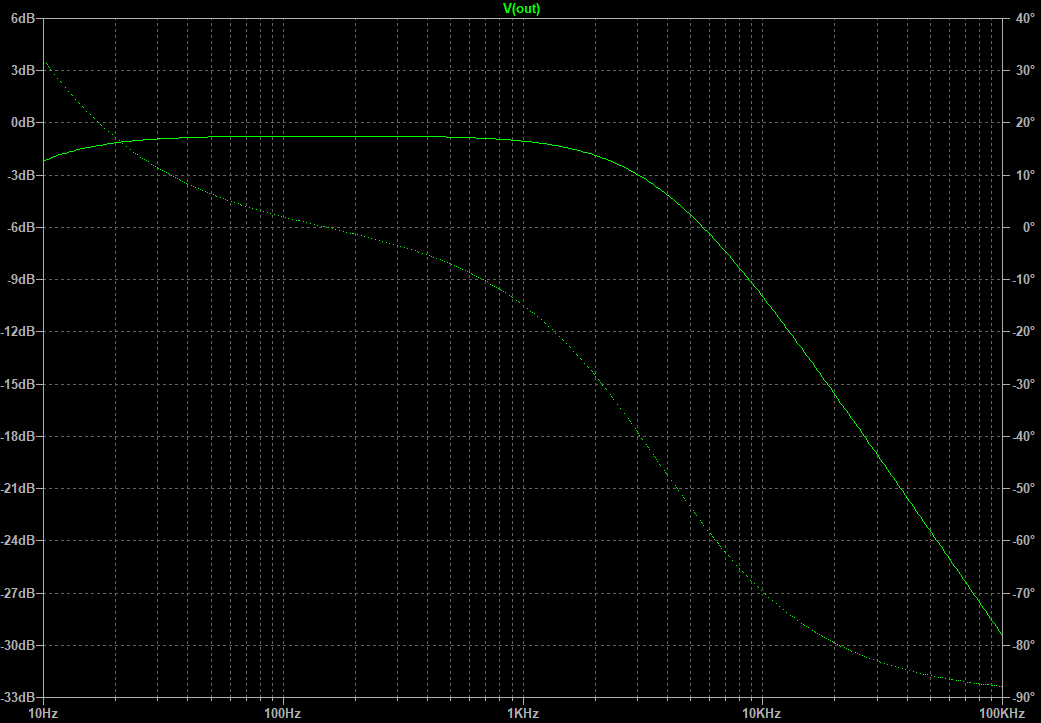 V(out)
6dB 40°
3dB 30°
0dB 20°
-3dB 10°
-6dB 0°
-9dB -10°
-12dB -20°
-15dB -30°
-18dB -40°
-21dB -50°
-24dB -60°
-27dB -70°
-30dB -80°
-33dB -90°
10Hz 100Hz 1KHz 10KHz 100KHz